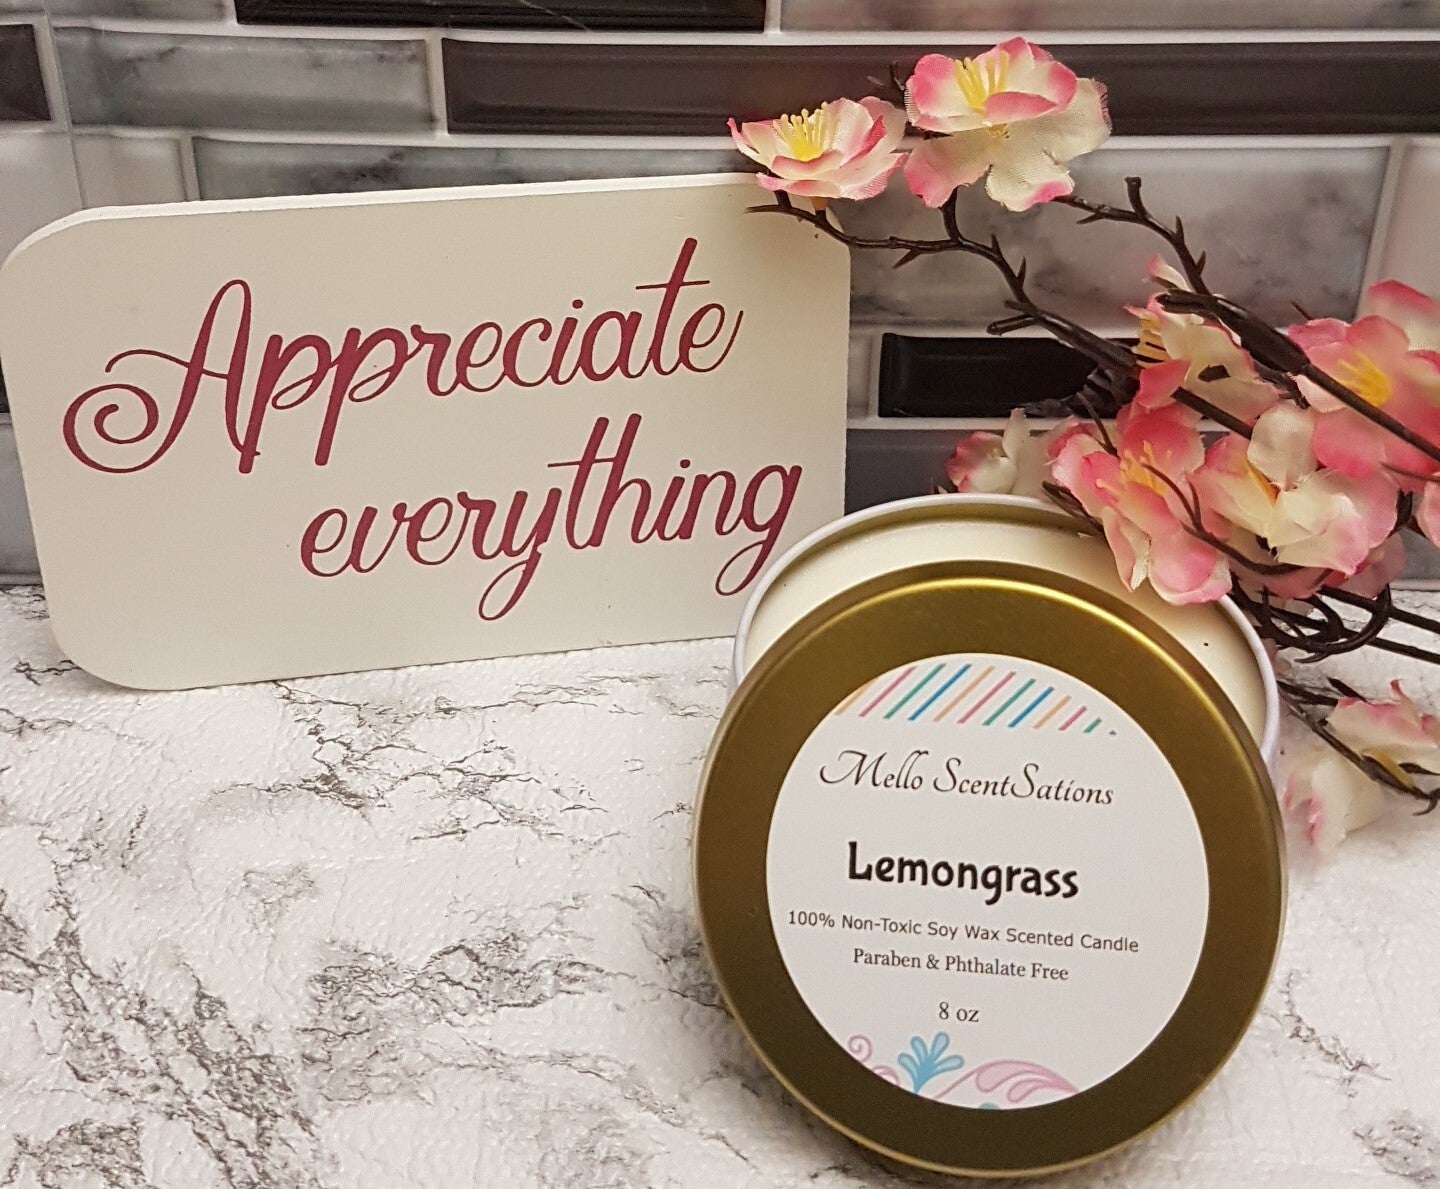 Appreciate
everything
Mello ScentSations
Lemongrass
100% Non-Toxic Soy Wax Scented Candle
Paraben & Phthalate Free
8 oz